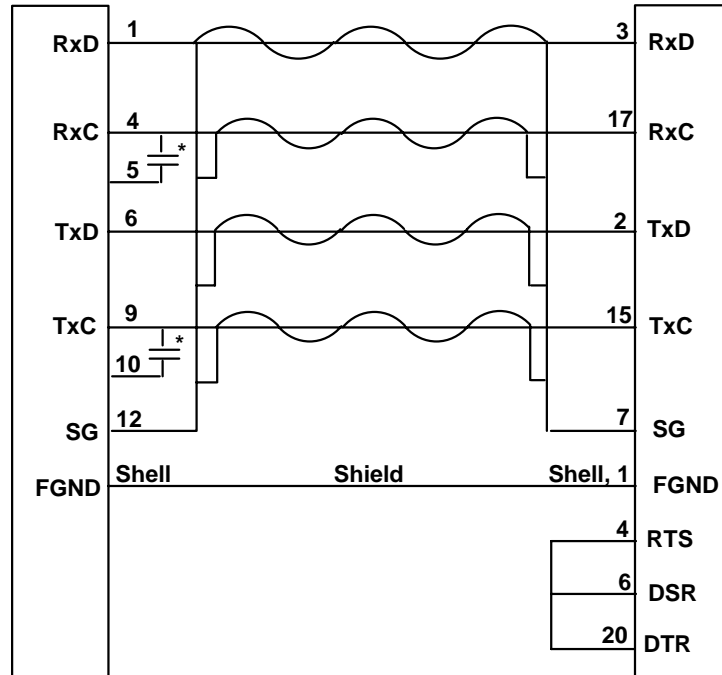 RxD 1 3 RxD
RxC 4 17 RxC
*
5
TxD 6 2 TxD
TxC 9 15 TxC
*
10
SG 12 7 SG
FGND Shell Shield Shell, 1 FGND
4 RTS
6 DSR
20 DTR